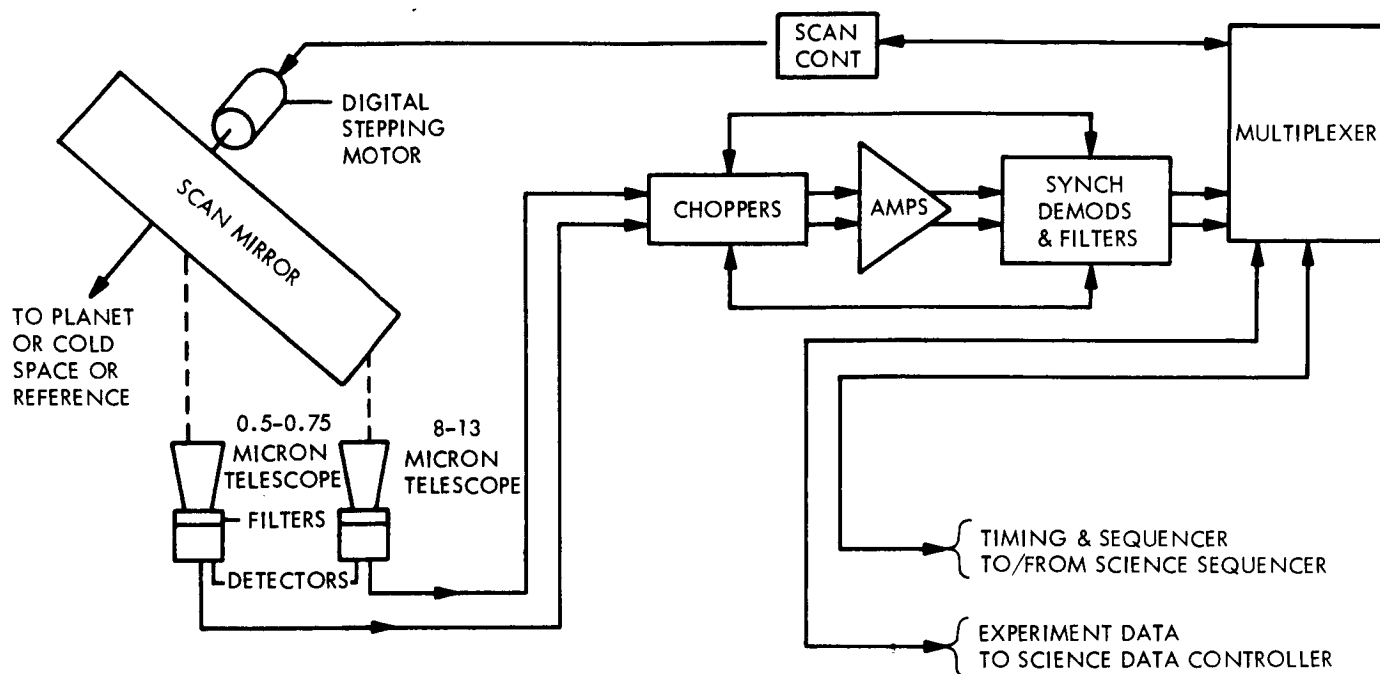 SCAN
CONT
DIGITAL
STEPPING
MOTOR
MULTIPLEXER
SCAN MIRROR
CHOPPERS
AMPS
SYNCH
DEMODS
& FILTERS
TO PLANET
OR COLD
SPACE OR
REFERENCE
0.5-0.75
MICRON
TELESCOPE
8-13
MICRON
TELESCOPE
FILTERS
DETECTORS
TIMING & SEQUENCER
TO/FROM SCIENCE SEQUENCER
EXPERIMENT DATA
TO SCIENCE DATA CONTROLLER